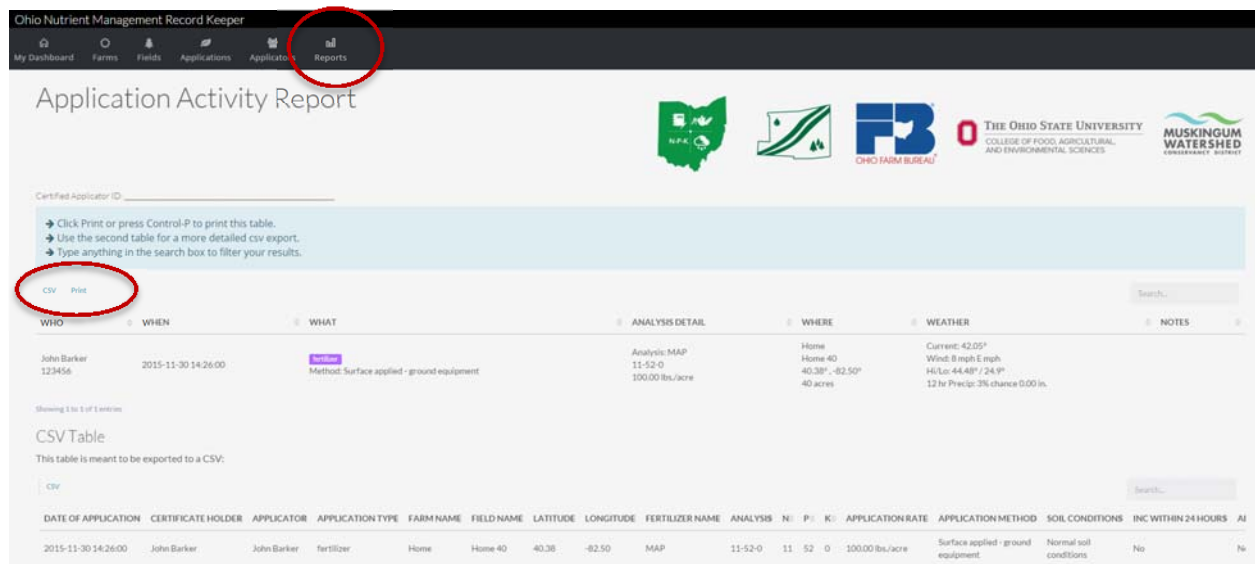 Ohio Nutrient Management Record Keeper
My Dashboard Farms Fields Applications Applicators Reports
Application Activity Report
N-P-K
OHIO FARM BUREAU
THE OHIO STATE UNIVERSITY
COLLEGE OF FOOD, AGRICULTURAL,
AND ENVIRONMENTAL SCIENCES
MUSKINGUM
WATERSHED
CONSERVANCY DISTRICT
Certified Applicator ID:
→ Click Print or press Control-P to print this table.
→ Use the second table for a more detailed csv export.
→ Type anything in the search box to filter your results.
CSV Print
Search...
WHO WHEN WHAT ANALYSIS DETAIL WHERE WEATHER NOTES
John Barker
123456
2015-11-30 14:26:00
fertilizer
Method: Surface applied - ground equipment
Analysis: MAP
11-52-0
100.00 lbs./acre
Home
Home 40
40.38°, -82.50°
40 acres
Current: 42.05°
Wind: 8 mph E mph
Hi/Lo: 44.48° / 24.9°
12 hr Precip: 3% chance 0.00 in.
Showing 1 to 1 of 1 entries
CSV Table
This table is meant to be exported to a CSV:
CSV
Search...
DATE OF APPLICATION CERTIFICATE HOLDER APPLICATOR APPLICATION TYPE FARM NAME FIELD NAME LATITUDE LONGITUDE FERTILIZER NAME ANALYSIS N P K APPLICATION RATE APPLICATION METHOD SOIL CONDITIONS INC WITHIN 24 HOURS
2015-11-30 14:26:00 John Barker John Barker fertilizer Home Home 40 40.38 -82.50 MAP 11-52-0 11 52 0 100.00 lbs./acre Surface applied - ground equipment Normal soil conditions No